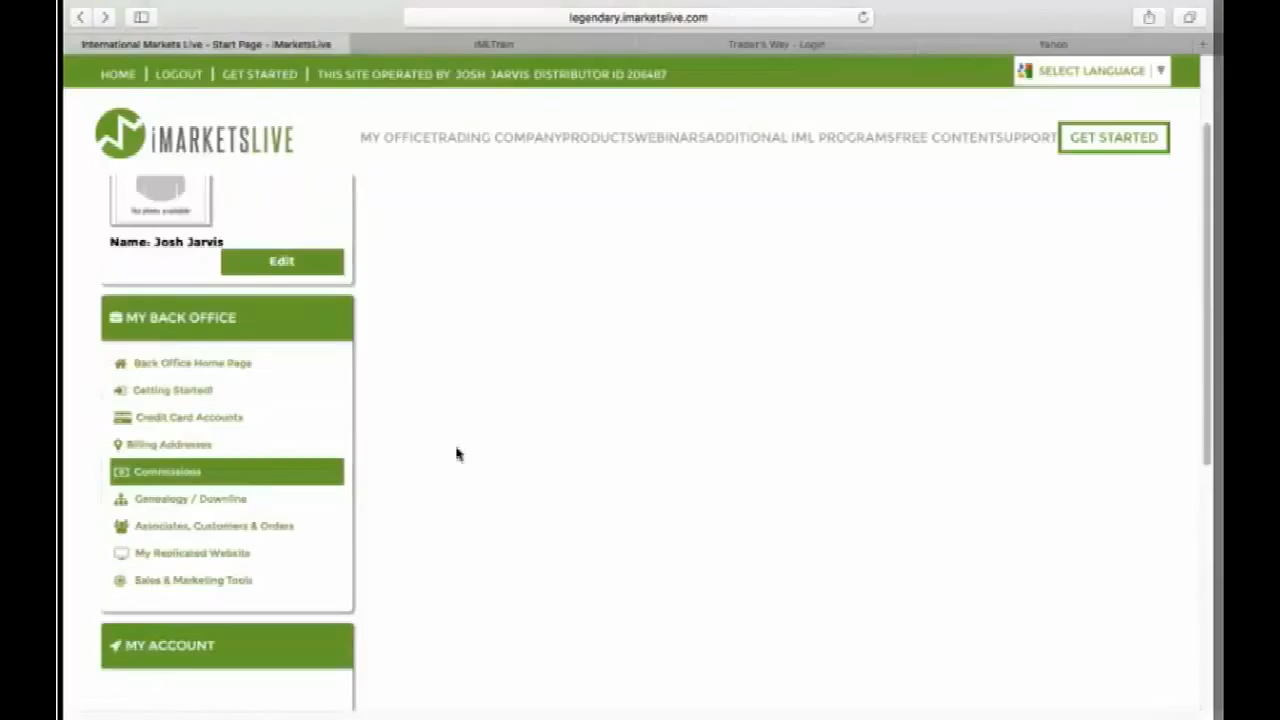 legendary.imarketslive.com
International Markets Live - Start Page - iMarketsLive
iMLTrain
Trader's Way - Login
Yahoo
+
HOME | LOGOUT | GET STARTED | THIS SITE OPERATED BY JOSH JARVIS DISTRIBUTOR ID 206487
SELECT LANGUAGE | ▼
iMARKETSLIVE
MY OFFICETRADING COMPANYPRODUCTSWEBINARSADDITIONAL IML PROGRAMSFREE CONTENTSUPPORT
GET STARTED
No photo available
Name: Josh Jarvis
Edit
MY BACK OFFICE
Back Office Home Page
Getting Started!
Credit Card Accounts
Billing Addresses
Commissions
Genealogy / Downline
Associates, Customers & Orders
My Replicated Website
Sales & Marketing Tools
MY ACCOUNT